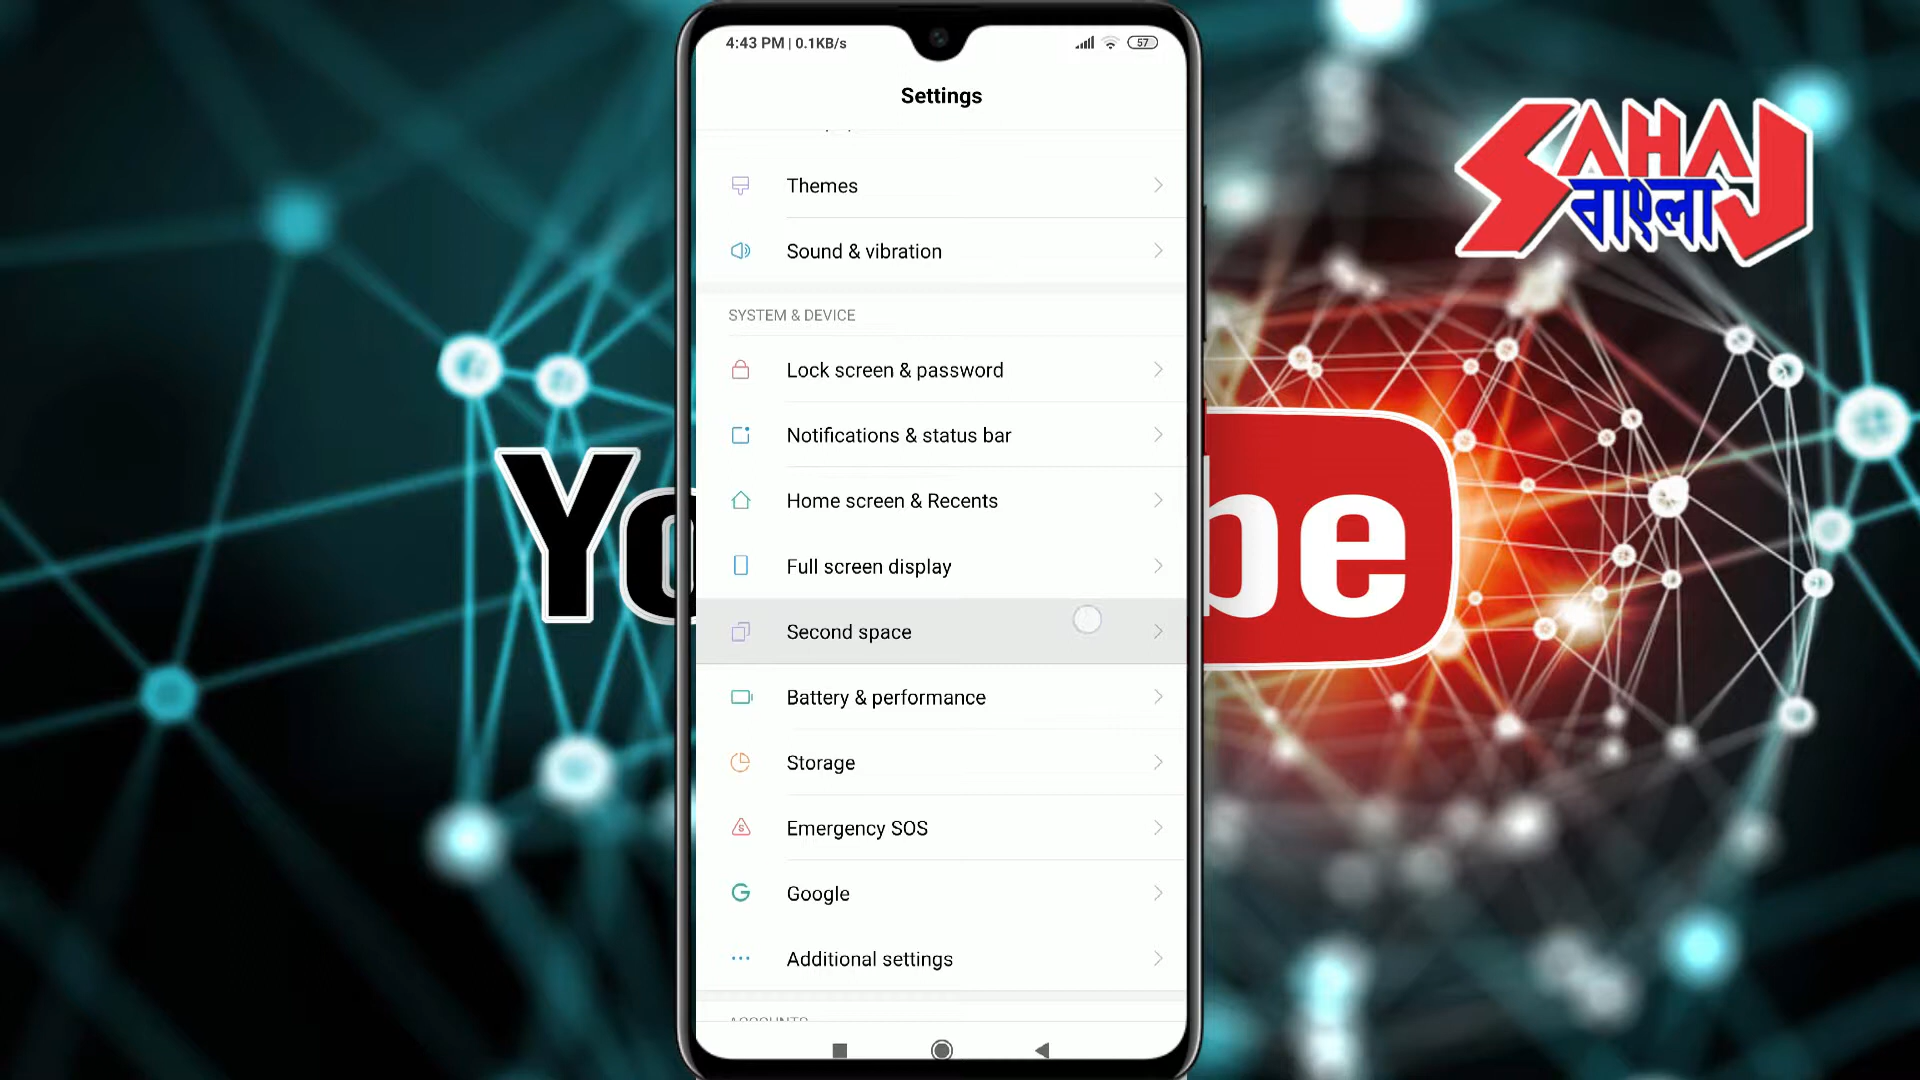 4:43 PM | 0.1KB/s
57
Settings
Themes
Sound & vibration
SYSTEM & DEVICE
Lock screen & password
Notifications & status bar
Home screen & Recents
Full screen display
Second space
Battery & performance
Storage
Emergency SOS
Google
Additional settings
SAHAJ
বাংলা
Yo
be